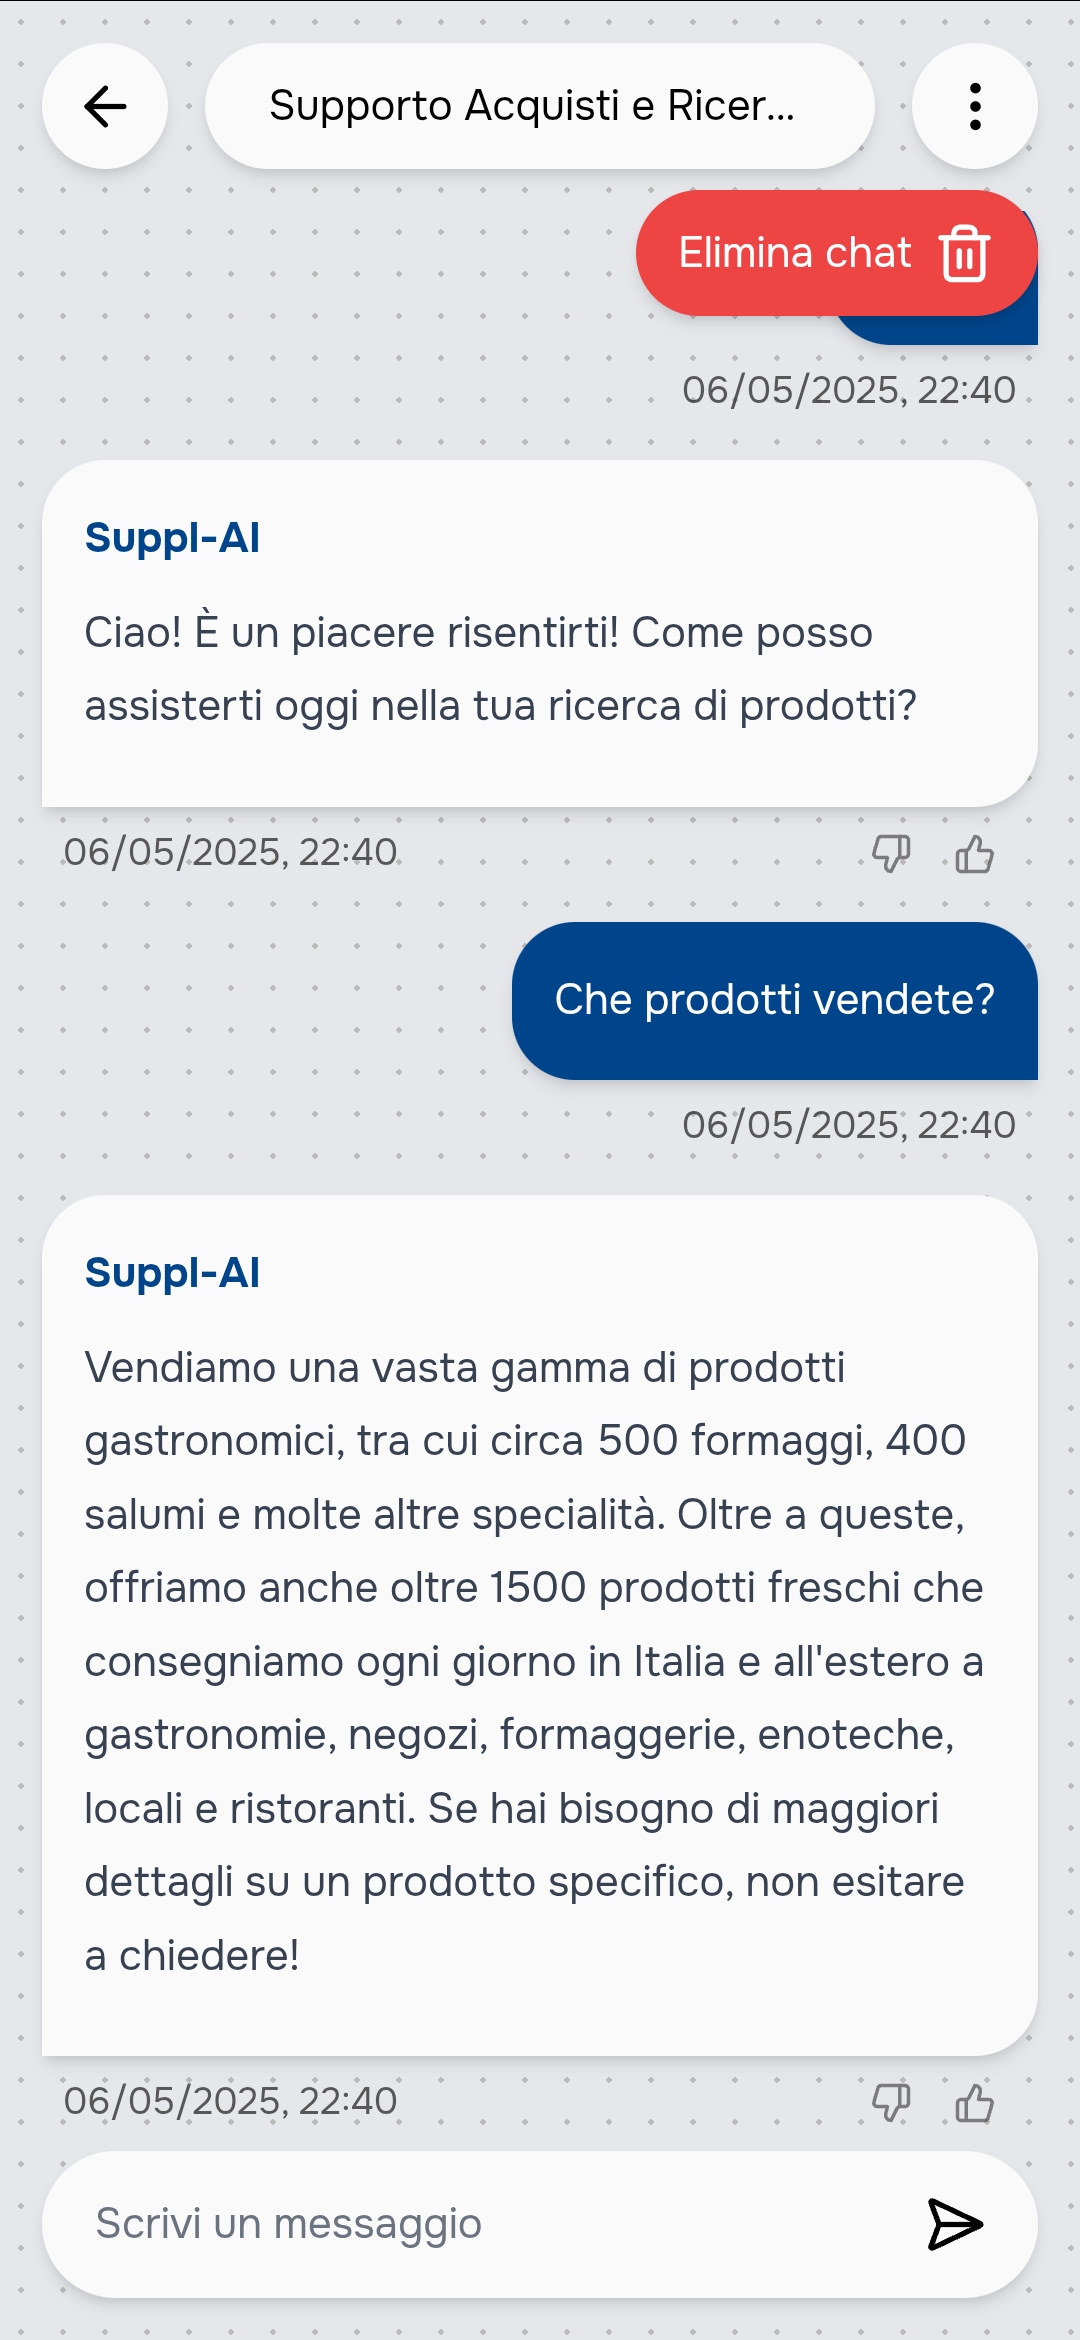 Supporto Acquisti e Ricer...
Elimina chat
06/05/2025, 22:40
Suppl-AI
Ciao! È un piacere risentirti! Come posso
assisterti oggi nella tua ricerca di prodotti?
06/05/2025, 22:40
Che prodotti vendete?
06/05/2025, 22:40
Suppl-AI
Vendiamo una vasta gamma di prodotti
gastronomici, tra cui circa 500 formaggi, 400
salumi e molte altre specialità. Oltre a queste,
offriamo anche oltre 1500 prodotti freschi che
consegniamo ogni giorno in Italia e all'estero a
gastronomie, negozi, formaggerie, enoteche,
locali e ristoranti. Se hai bisogno di maggiori
dettagli su un prodotto specifico, non esitare
a chiedere!
06/05/2025, 22:40
Scrivi un messaggio